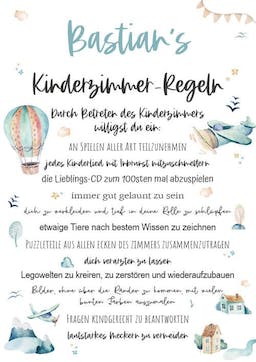 Bastian's
Kinderzimmer-Regeln
Durch Betreten des Kinderzimmers
willigst du ein:
AN SPIELEN ALLER ART TEILZUNEHMEN
jedes Kinderlied mit Inbrunst mitzuschmettern
die Lieblings-CD zum 100sten mal abzuspielen
immer gut gelaunt zu sein
dich zu verkleiden und tief in deine Rolle zu schlüpfen
etwaige Tiere nach bestem Wissen zu zeichnen
PUZZLETEILE AUS ALLEN ECKEN DES ZIMMERS ZUSAMMENZUTRAGEN
dich verarzten zu lassen
Legowelten zu kreiren, zu zerstören und wiederaufzubauen
Bilder, ohne über die Ränder zu kommen, mit vielen
bunten Farben auszumalen
FRAGEN KINDGERECHT ZU BEANTWORTEN
lautstarkes Meckern zu vermeiden